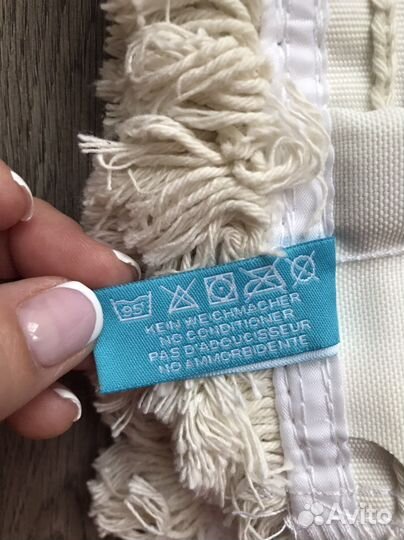 95
KEIN WEICHMACHER
NO CONDITIONER
PAS D'ADOUCISSEUR
NO AMMORBIDENTE
Avito